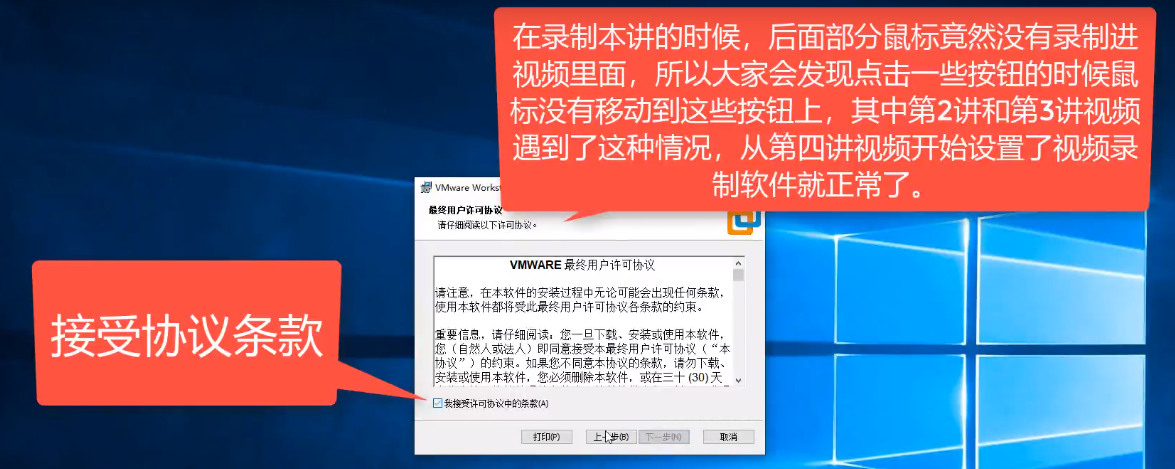 在录制本讲的时候，后面部分鼠标竟然没有录制进
视频里面，所以大家会发现点击一些按钮的时候鼠
标没有移动到这些按钮上，其中第2讲和第3讲视频
遇到了这种情况，从第四讲视频开始设置了视频录
制软件就正常了。
VMware
最终用户许可协议
请仔细阅读以下许可协议。
VMWARE 最终用户许可协议
请注意，在本软件的安装过程中无论可能会出现任何条款，
使用本软件都将受此最终用户许可协议各条款的约束。
重要信息，请仔细阅读：您一旦下载、安装或使用本软件，
您（自然人或法人）即同意接受本最终用户许可协议（“本
协议”）的约束。如果您不同意本协议的条款，请勿下载、
安装或使用本软件，您必须删除本软件，或在三十 (30) 天
接受协议条款
我接受许可协议中的条款(A)
打印(P)
上一步(B)
下一步(N)
取消